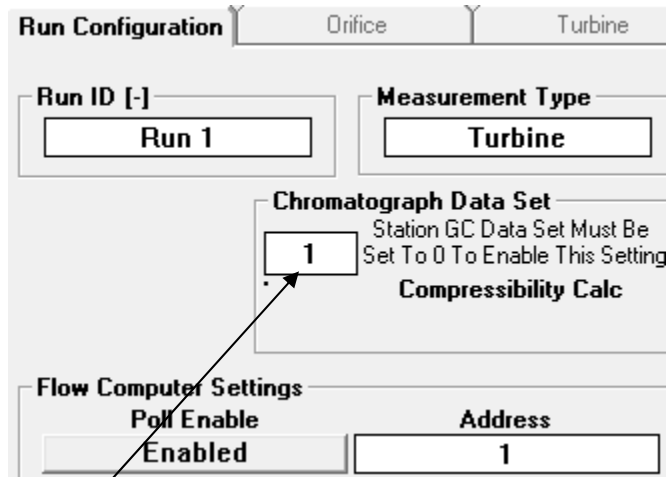 Run Configuration Orifice Turbine
Run ID [-] Measurement Type
Run 1 Turbine
Chromatograph Data Set
Station GC Data Set Must Be
1 Set To 0 To Enable This Setting
Compressibility Calc
Flow Computer Settings
Poll Enable Address
Enabled 1